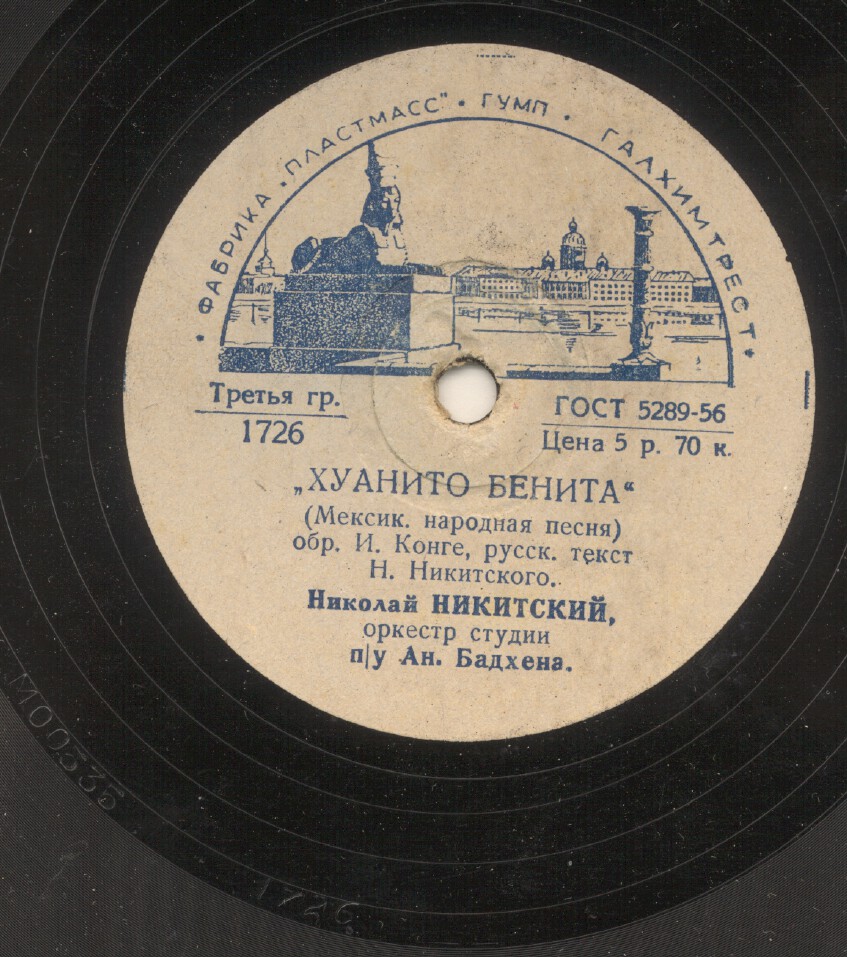 • ФАБРИКА „ПЛАСТМАСС" • ГУМП • ГАЛХИМТРЕСТ •
Третья гр.
1726
ГОСТ 5289-56
Цена 5 р. 70 к.
„ХУАНИТО БЕНИТА"
(Мексик. народная песня)
обр. И. Конге, русск. текст
Н. Никитского.
Николай НИКИТСКИЙ,
оркестр студии
п/у Ан. Бадхена.
М00335
1726